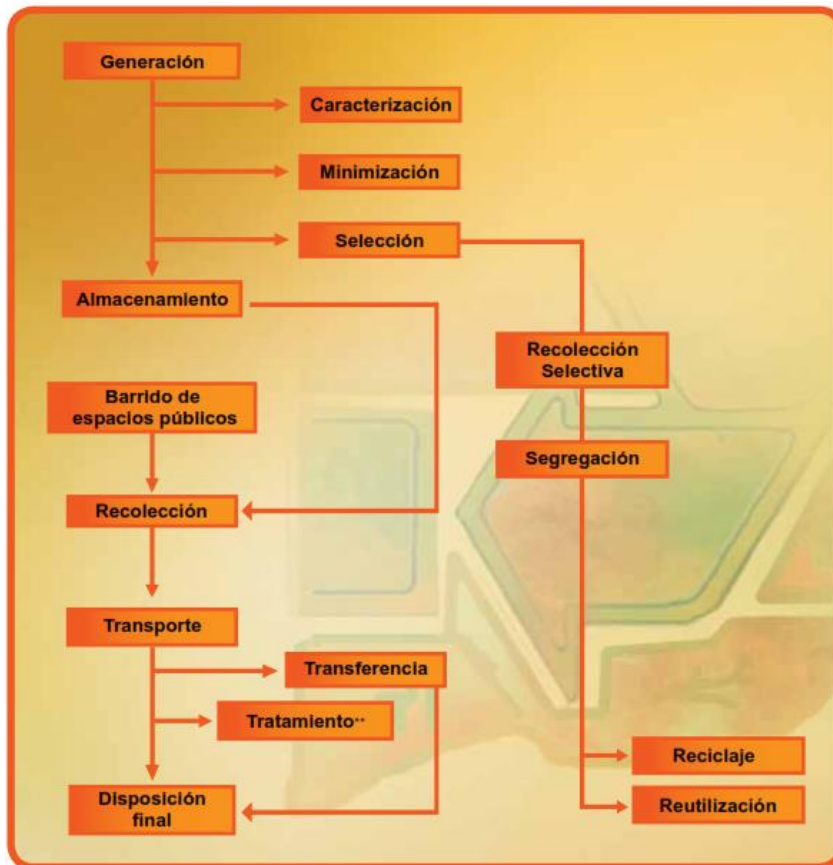 Generación
Caracterización
Minimización
Selección
Almacenamiento
Recolección
Selectiva
Barrido de
espacios públicos
Segregación
Recolección
Transporte
Transferencia
Tratamiento**
Reciclaje
Disposición
final
Reutilización